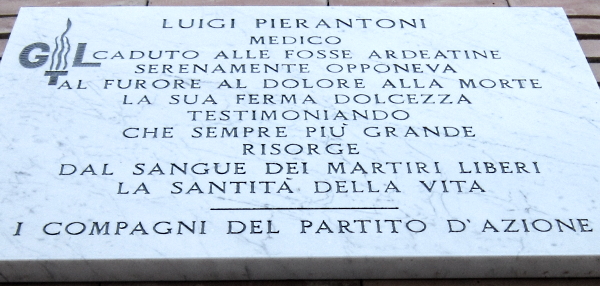 LUIGI PIERANTONI
MEDICO
GL
T
CADUTO ALLE FOSSE ARDEATINE
SERENAMENTE OPPONEVA
AL FURORE AL DOLORE ALLA MORTE
LA SUA FERMA DOLCEZZA
TESTIMONIANDO
CHE SEMPRE PIÙ GRANDE
RISORGE
DAL SANGUE DEI MARTIRI LIBERI
LA SANTITÀ DELLA VITA
I COMPAGNI DEL PARTITO D'AZIONE